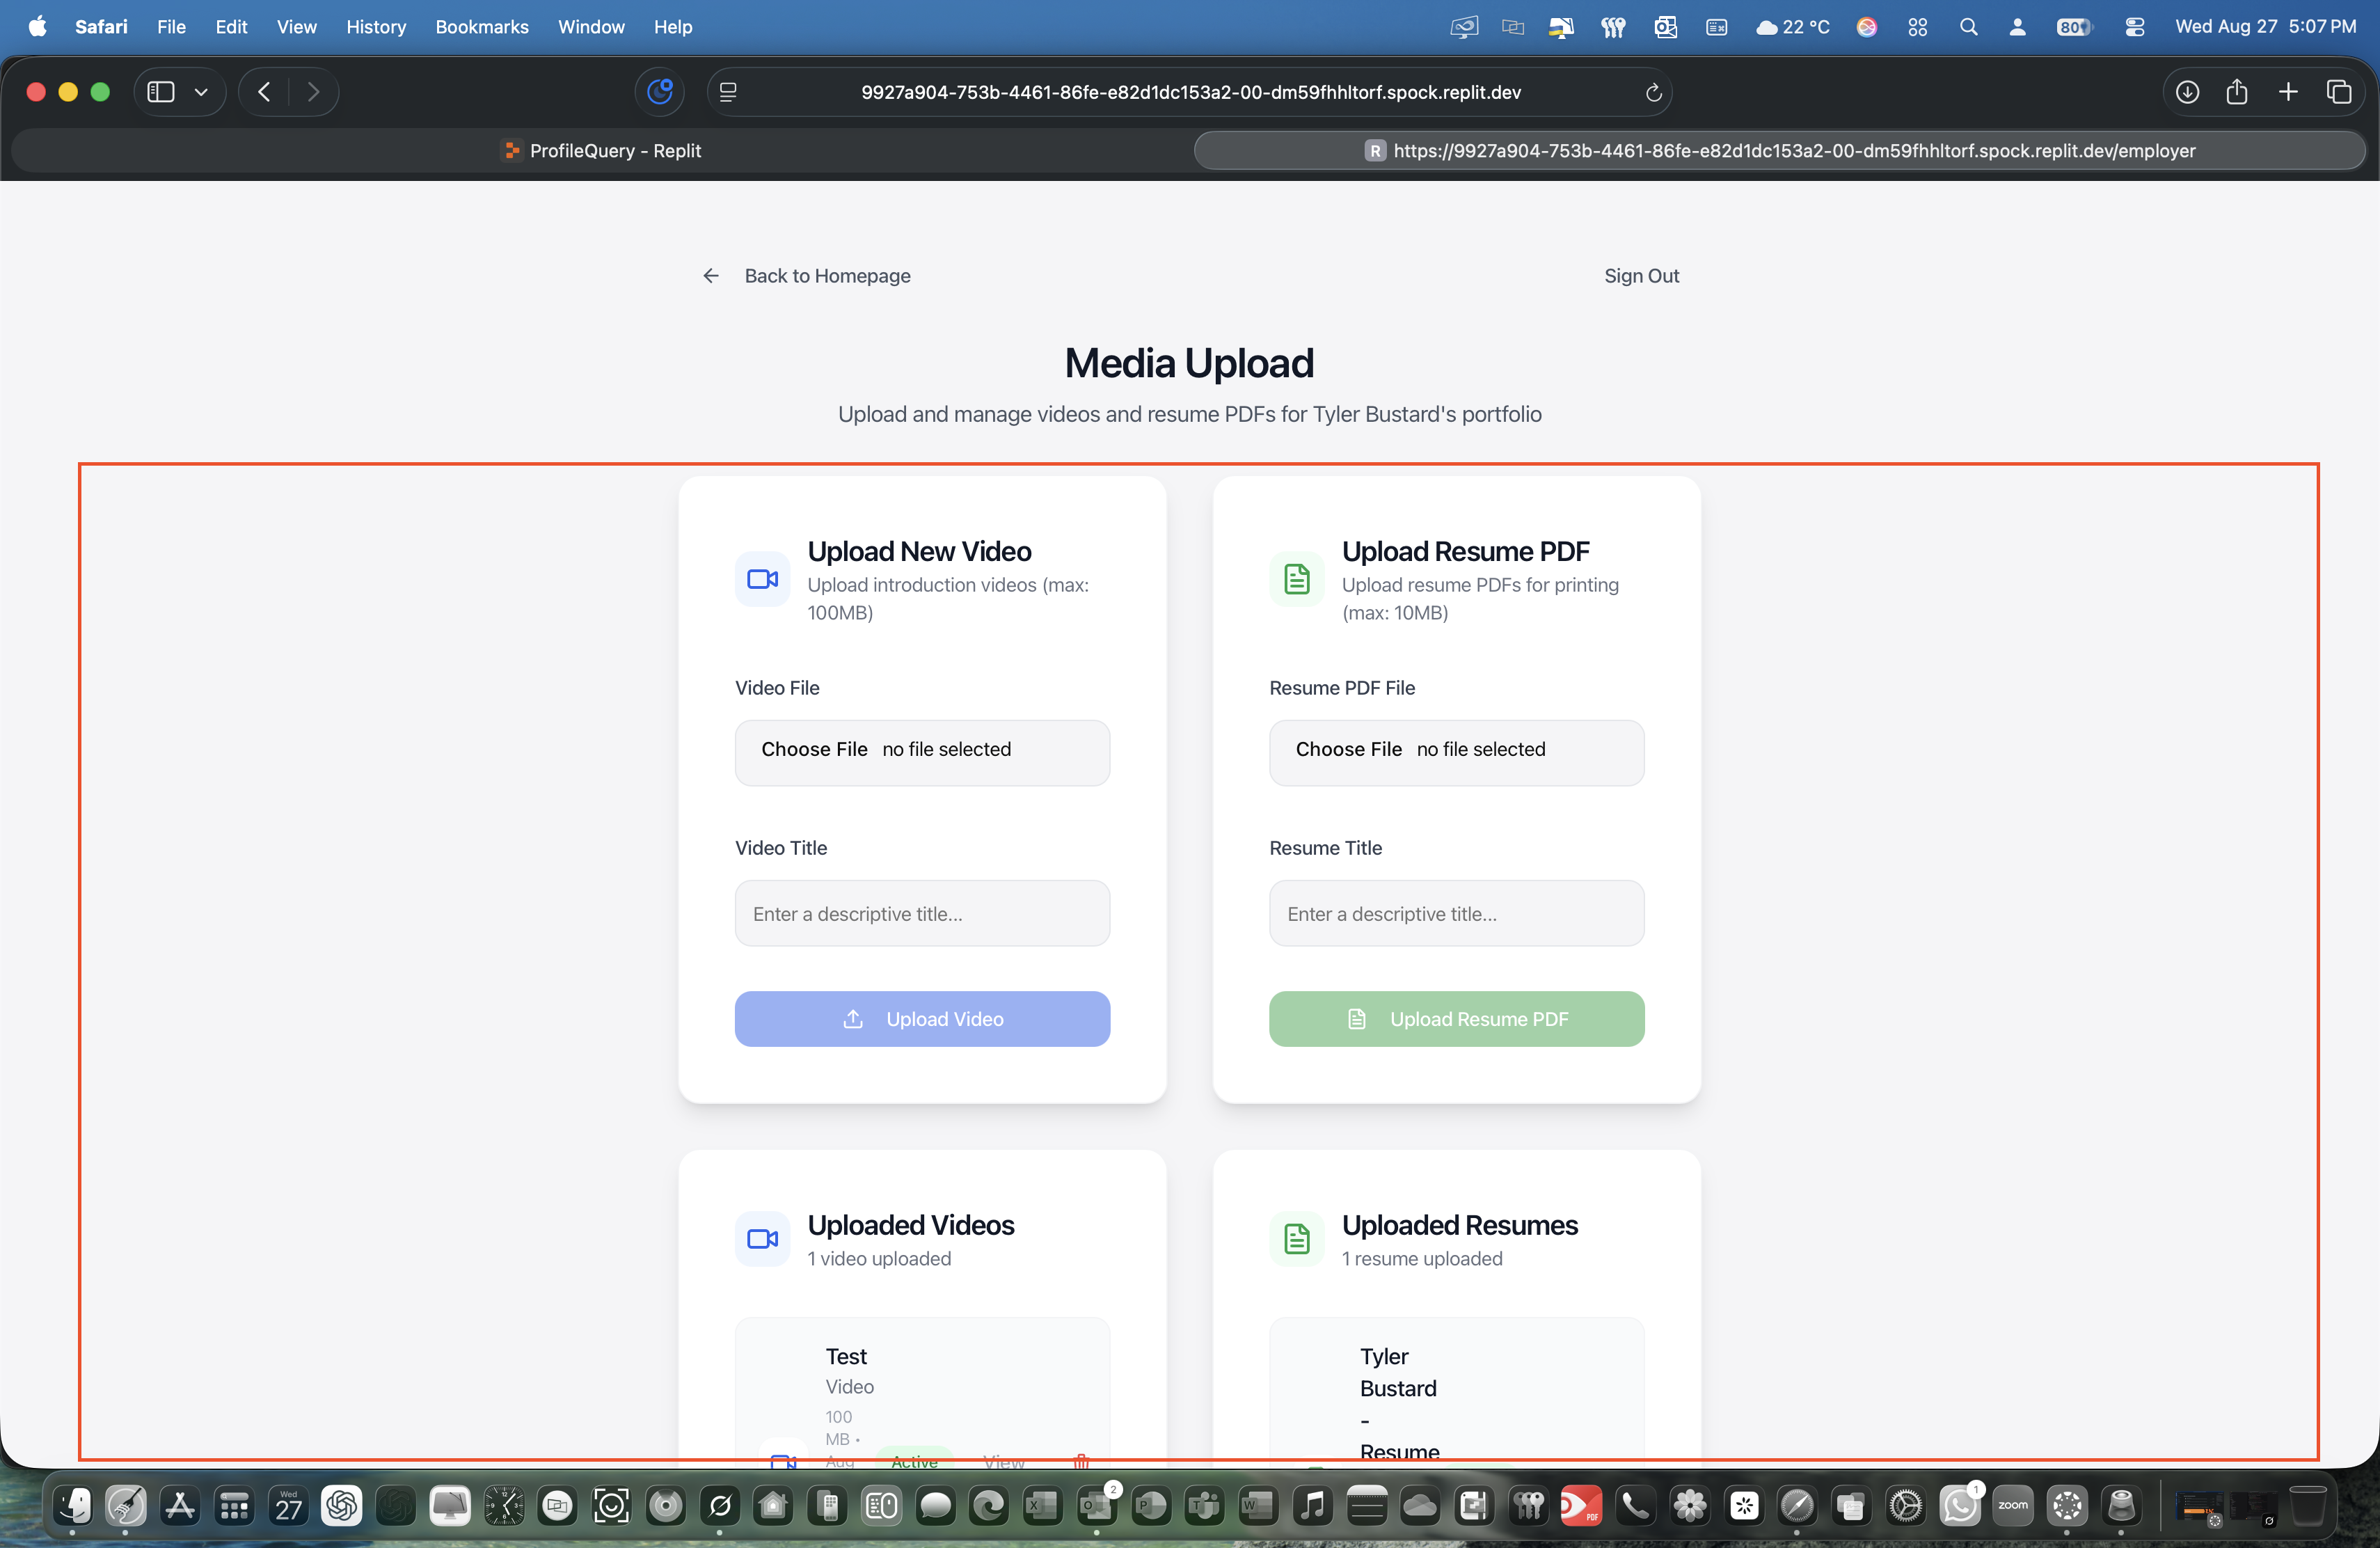 Safari File Edit View History Bookmarks Window Help 22 °C 80 Wed Aug 27 5:07 PM
9927a904-753b-4461-86fe-e82d1dc153a2-00-dm59fhhltorf.spock.replit.dev
ProfileQuery - Replit
R https://9927a904-753b-4461-86fe-e82d1dc153a2-00-dm59fhhltorf.spock.replit.dev/employer
Back to Homepage
Sign Out
Media Upload
Upload and manage videos and resume PDFs for Tyler Bustard's portfolio
Upload New Video
Upload introduction videos (max:
100MB)
Video File
Choose File no file selected
Video Title
Enter a descriptive title...
Upload Video
Upload Resume PDF
Upload resume PDFs for printing
(max: 10MB)
Resume PDF File
Choose File no file selected
Resume Title
Enter a descriptive title...
Upload Resume PDF
Uploaded Videos
1 video uploaded
Test
Video
100
MB •
Aug
Active
View
Uploaded Resumes
1 resume uploaded
Tyler
Bustard
-
Resume
Wed
27
2
PDF
1
zoom